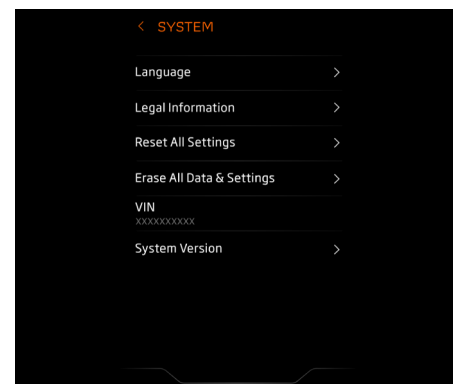 SYSTEM
Language
Legal Information
Reset All Settings
Erase All Data & Settings
VIN
XXXXXXXXXX
System Version